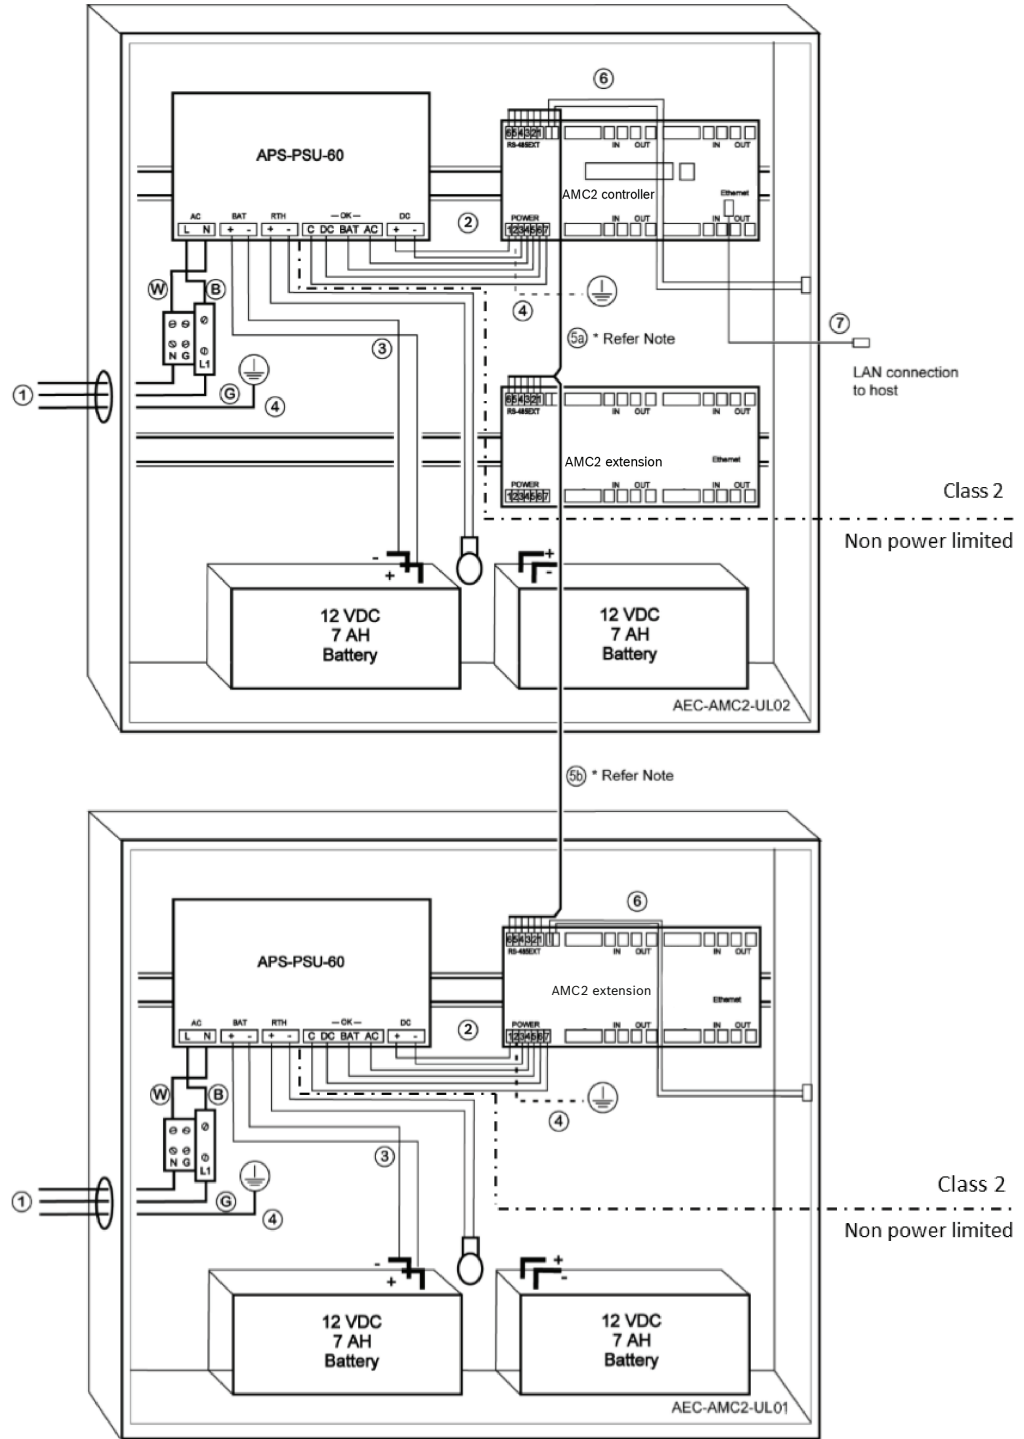 6
654321
RS-485EXT
IN
OUT
IN
OUT
APS-PSU-60
AMC2 controller
Ethernet
AC
BAT
RTH
OK
DC
2
POWER
IN
OUT
IN
OUT
L N
+ -
+ -
C DC BAT AC
+ -
1234567
W
B
4
7
5a * Refer Note
3
N G
L1
LAN connection
to host
1
G
4
654321
RS-485EXT
IN
OUT
IN
OUT
AMC2 extension
Ethernet
POWER
IN
OUT
IN
OUT
1234567
Class 2
Non power limited
-
+
+
-
12 VDC
7 AH
Battery
12 VDC
7 AH
Battery
AEC-AMC2-UL02
5b * Refer Note
6
654321
RS-485EXT
IN
OUT
IN
OUT
APS-PSU-60
AMC2 extension
Ethernet
AC
BAT
RTH
OK
DC
2
POWER
IN
OUT
IN
OUT
L N
+ -
+ -
C DC BAT AC
+ -
1234567
W
B
4
3
N G
L1
1
G
4
Class 2
Non power limited
-
+
+
-
12 VDC
7 AH
Battery
12 VDC
7 AH
Battery
AEC-AMC2-UL01